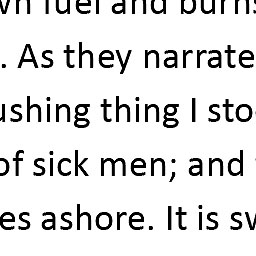 wn fuel and burns
. As they narrate
ushing thing I sto
of sick men; and
es ashore. It is sw